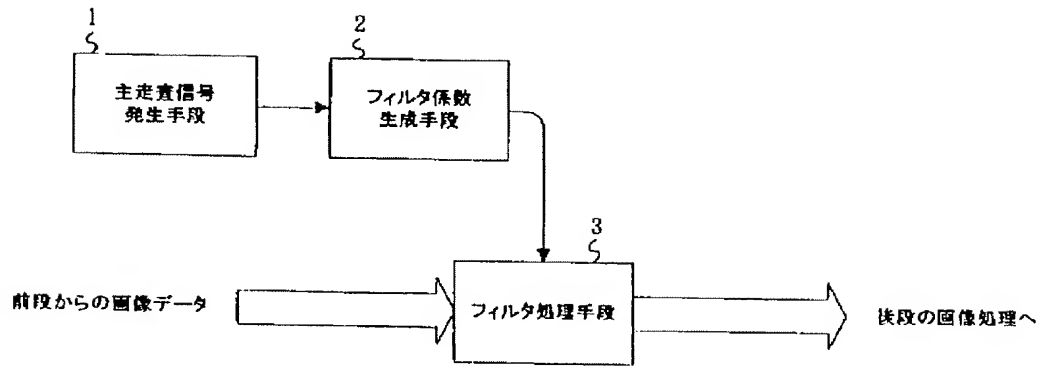 1
主走査信号
発生手段
2
フィルタ係数
生成手段
3
前段からの画像データ
フィルタ処理手段
後段の画像処理へ